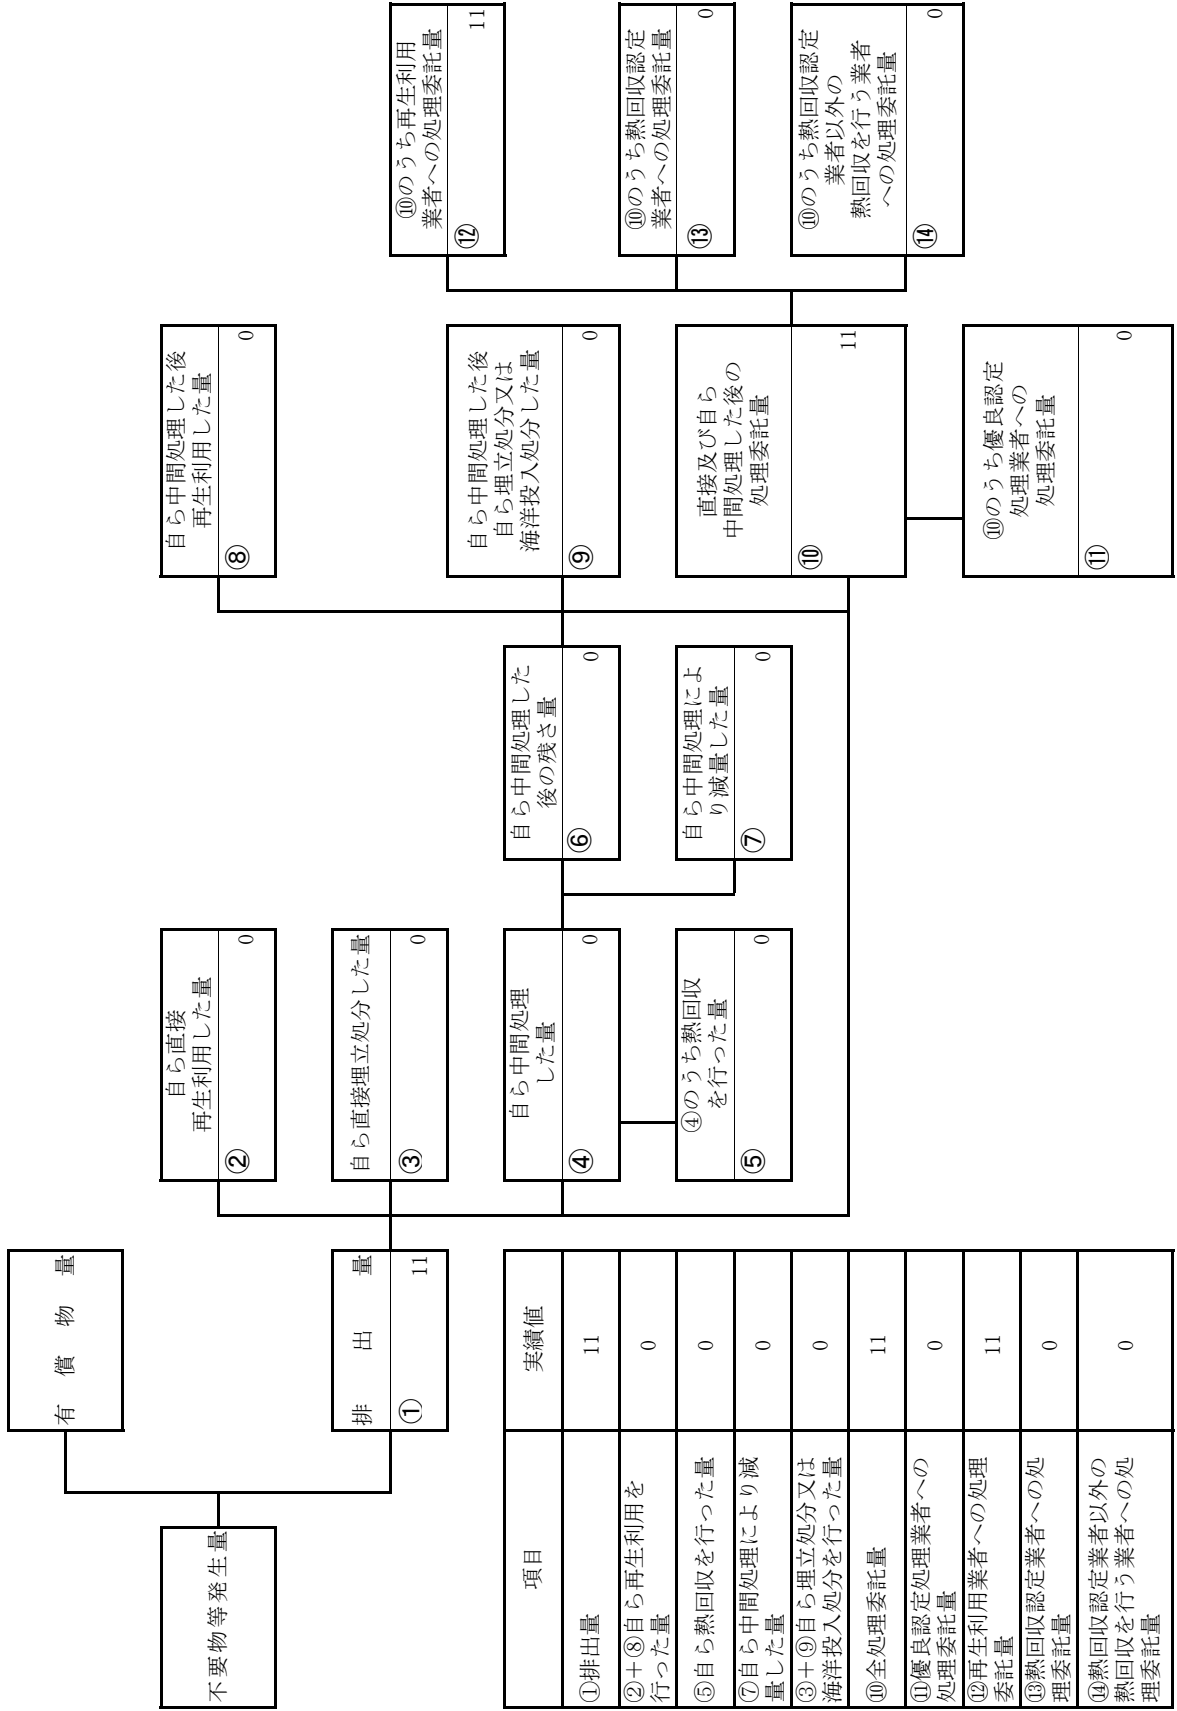 不要物等発生量
有償物量
排出量
①
11
自ら直接
再生利用した量
②
0
自ら直接埋立処分した量
③
0
自ら中間処理
した量
④
0
④のうち熱回収
を行った量
⑤
0
自ら中間処理した
後の残さ量
⑥
0
自ら中間処理によ
り減量した量
⑦
0
自ら中間処理した後
再生利用した量
⑧
0
自ら中間処理した後
自ら埋立処分又は
海洋投入処分した量
⑨
0
直接及び自ら
中間処理した後の
処理委託量
⑩
11
⑩のうち優良認定
処理業者への
処理委託量
⑪
0
⑩のうち再生利用
業者への処理委託量
⑫
11
⑩のうち熱回収認定
業者への処理委託量
⑬
0
⑩のうち熱回収認定
業者以外の
熱回収を行う業者
への処理委託量
⑭
0
項目
実績値
①排出量
11
②+⑧自ら再生利用を
行った量
0
⑤自ら熱回収を行った量
0
⑦自ら中間処理により減
量した量
0
③+⑨自ら埋立処分又は
海洋投入処分を行った量
0
⑩全処理委託量
11
⑪優良認定処理業者への
処理委託量
0
⑫再生利用業者への処理
委託量
11
⑬熱回収認定業者への処
理委託量
0
⑭熱回収認定業者以外の
熱回収を行う業者への処
理委託量
0